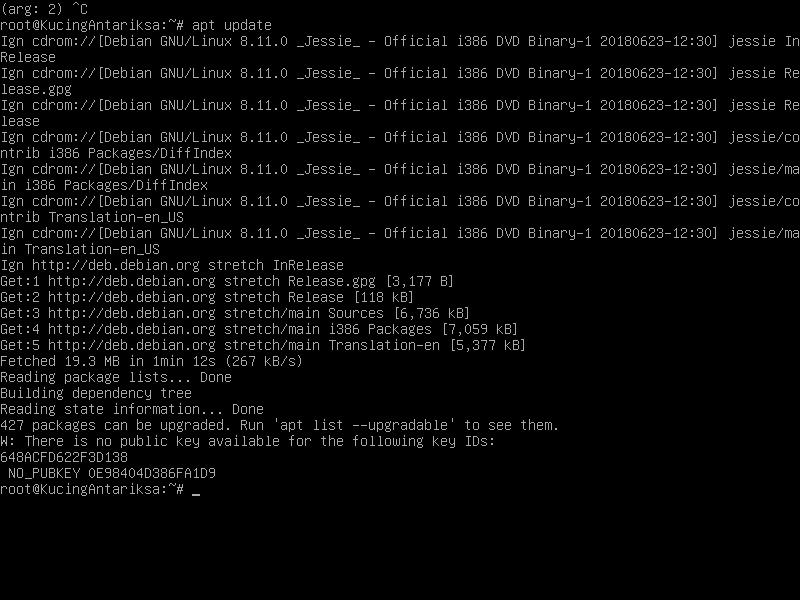 (arg: 2) ^C
root@KucingAntariksa:~# apt update
Ign cdrom://[Debian GNU/Linux 8.11.0 _Jessie_ - Official i386 DVD Binary-1 20180623-12:30] jessie In
Release
Ign cdrom://[Debian GNU/Linux 8.11.0 _Jessie_ - Official i386 DVD Binary-1 20180623-12:30] jessie Re
lease.gpg
Ign cdrom://[Debian GNU/Linux 8.11.0 _Jessie_ - Official i386 DVD Binary-1 20180623-12:30] jessie Re
lease
Ign cdrom://[Debian GNU/Linux 8.11.0 _Jessie_ - Official i386 DVD Binary-1 20180623-12:30] jessie/co
ntrib i386 Packages/DiffIndex
Ign cdrom://[Debian GNU/Linux 8.11.0 _Jessie_ - Official i386 DVD Binary-1 20180623-12:30] jessie/ma
in i386 Packages/DiffIndex
Ign cdrom://[Debian GNU/Linux 8.11.0 _Jessie_ - Official i386 DVD Binary-1 20180623-12:30] jessie/co
ntrib Translation-en_US
Ign cdrom://[Debian GNU/Linux 8.11.0 _Jessie_ - Official i386 DVD Binary-1 20180623-12:30] jessie/ma
in Translation-en_US
Ign http://deb.debian.org stretch InRelease
Get:1 http://deb.debian.org stretch Release.gpg [3,177 B]
Get:2 http://deb.debian.org stretch Release [118 kB]
Get:3 http://deb.debian.org stretch/main Sources [6,736 kB]
Get:4 http://deb.debian.org stretch/main i386 Packages [7,059 kB]
Get:5 http://deb.debian.org stretch/main Translation-en [5,377 kB]
Fetched 19.3 MB in 1min 12s (267 kB/s)
Reading package lists... Done
Building dependency tree
Reading state information... Done
427 packages can be upgraded. Run 'apt list --upgradable' to see them.
W: There is no public key available for the following key IDs:
648ACFD622F3D138
 NO_PUBKEY 0E98404D386FA1D9
root@KucingAntariksa:~# _